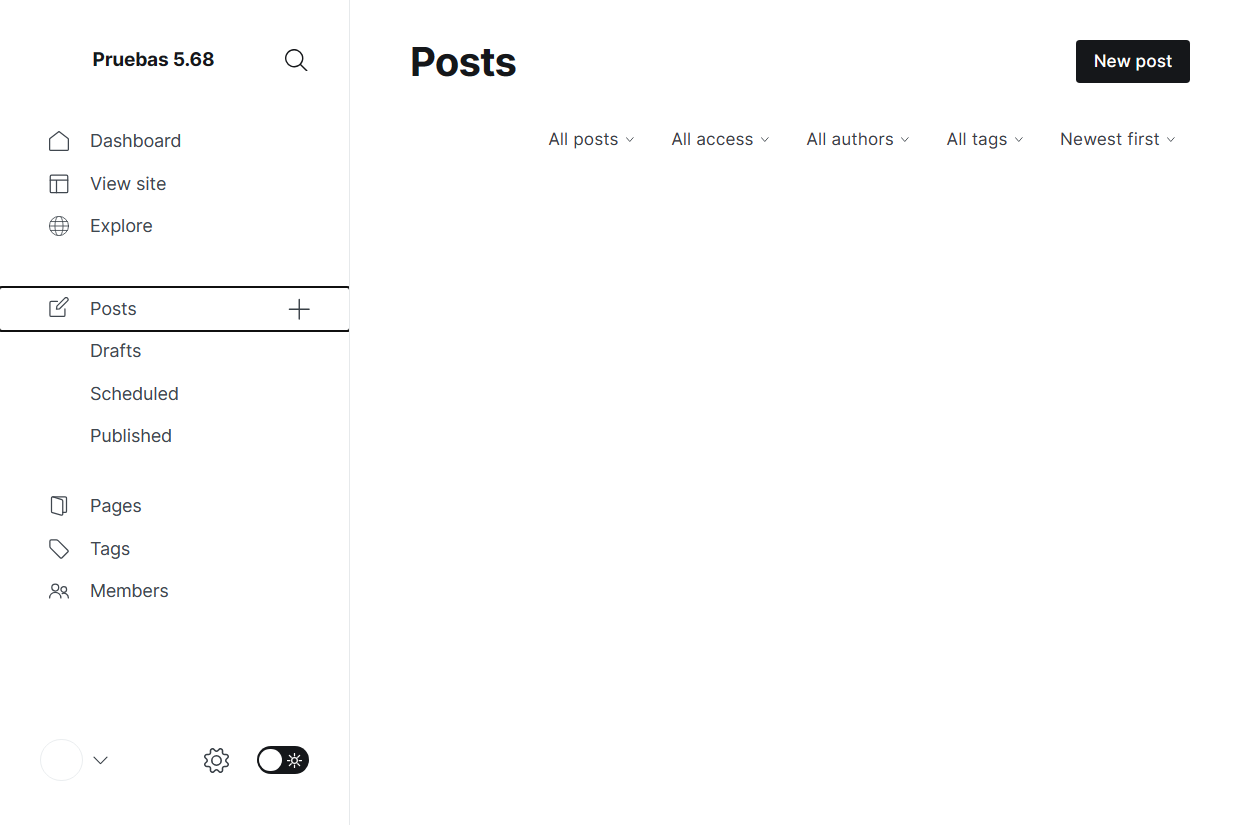 Pruebas 5.68
Dashboard
View site
Explore
Posts
Drafts
Scheduled
Published
Pages
Tags
Members
Posts
New post
All posts
All access
All authors
All tags
Newest first